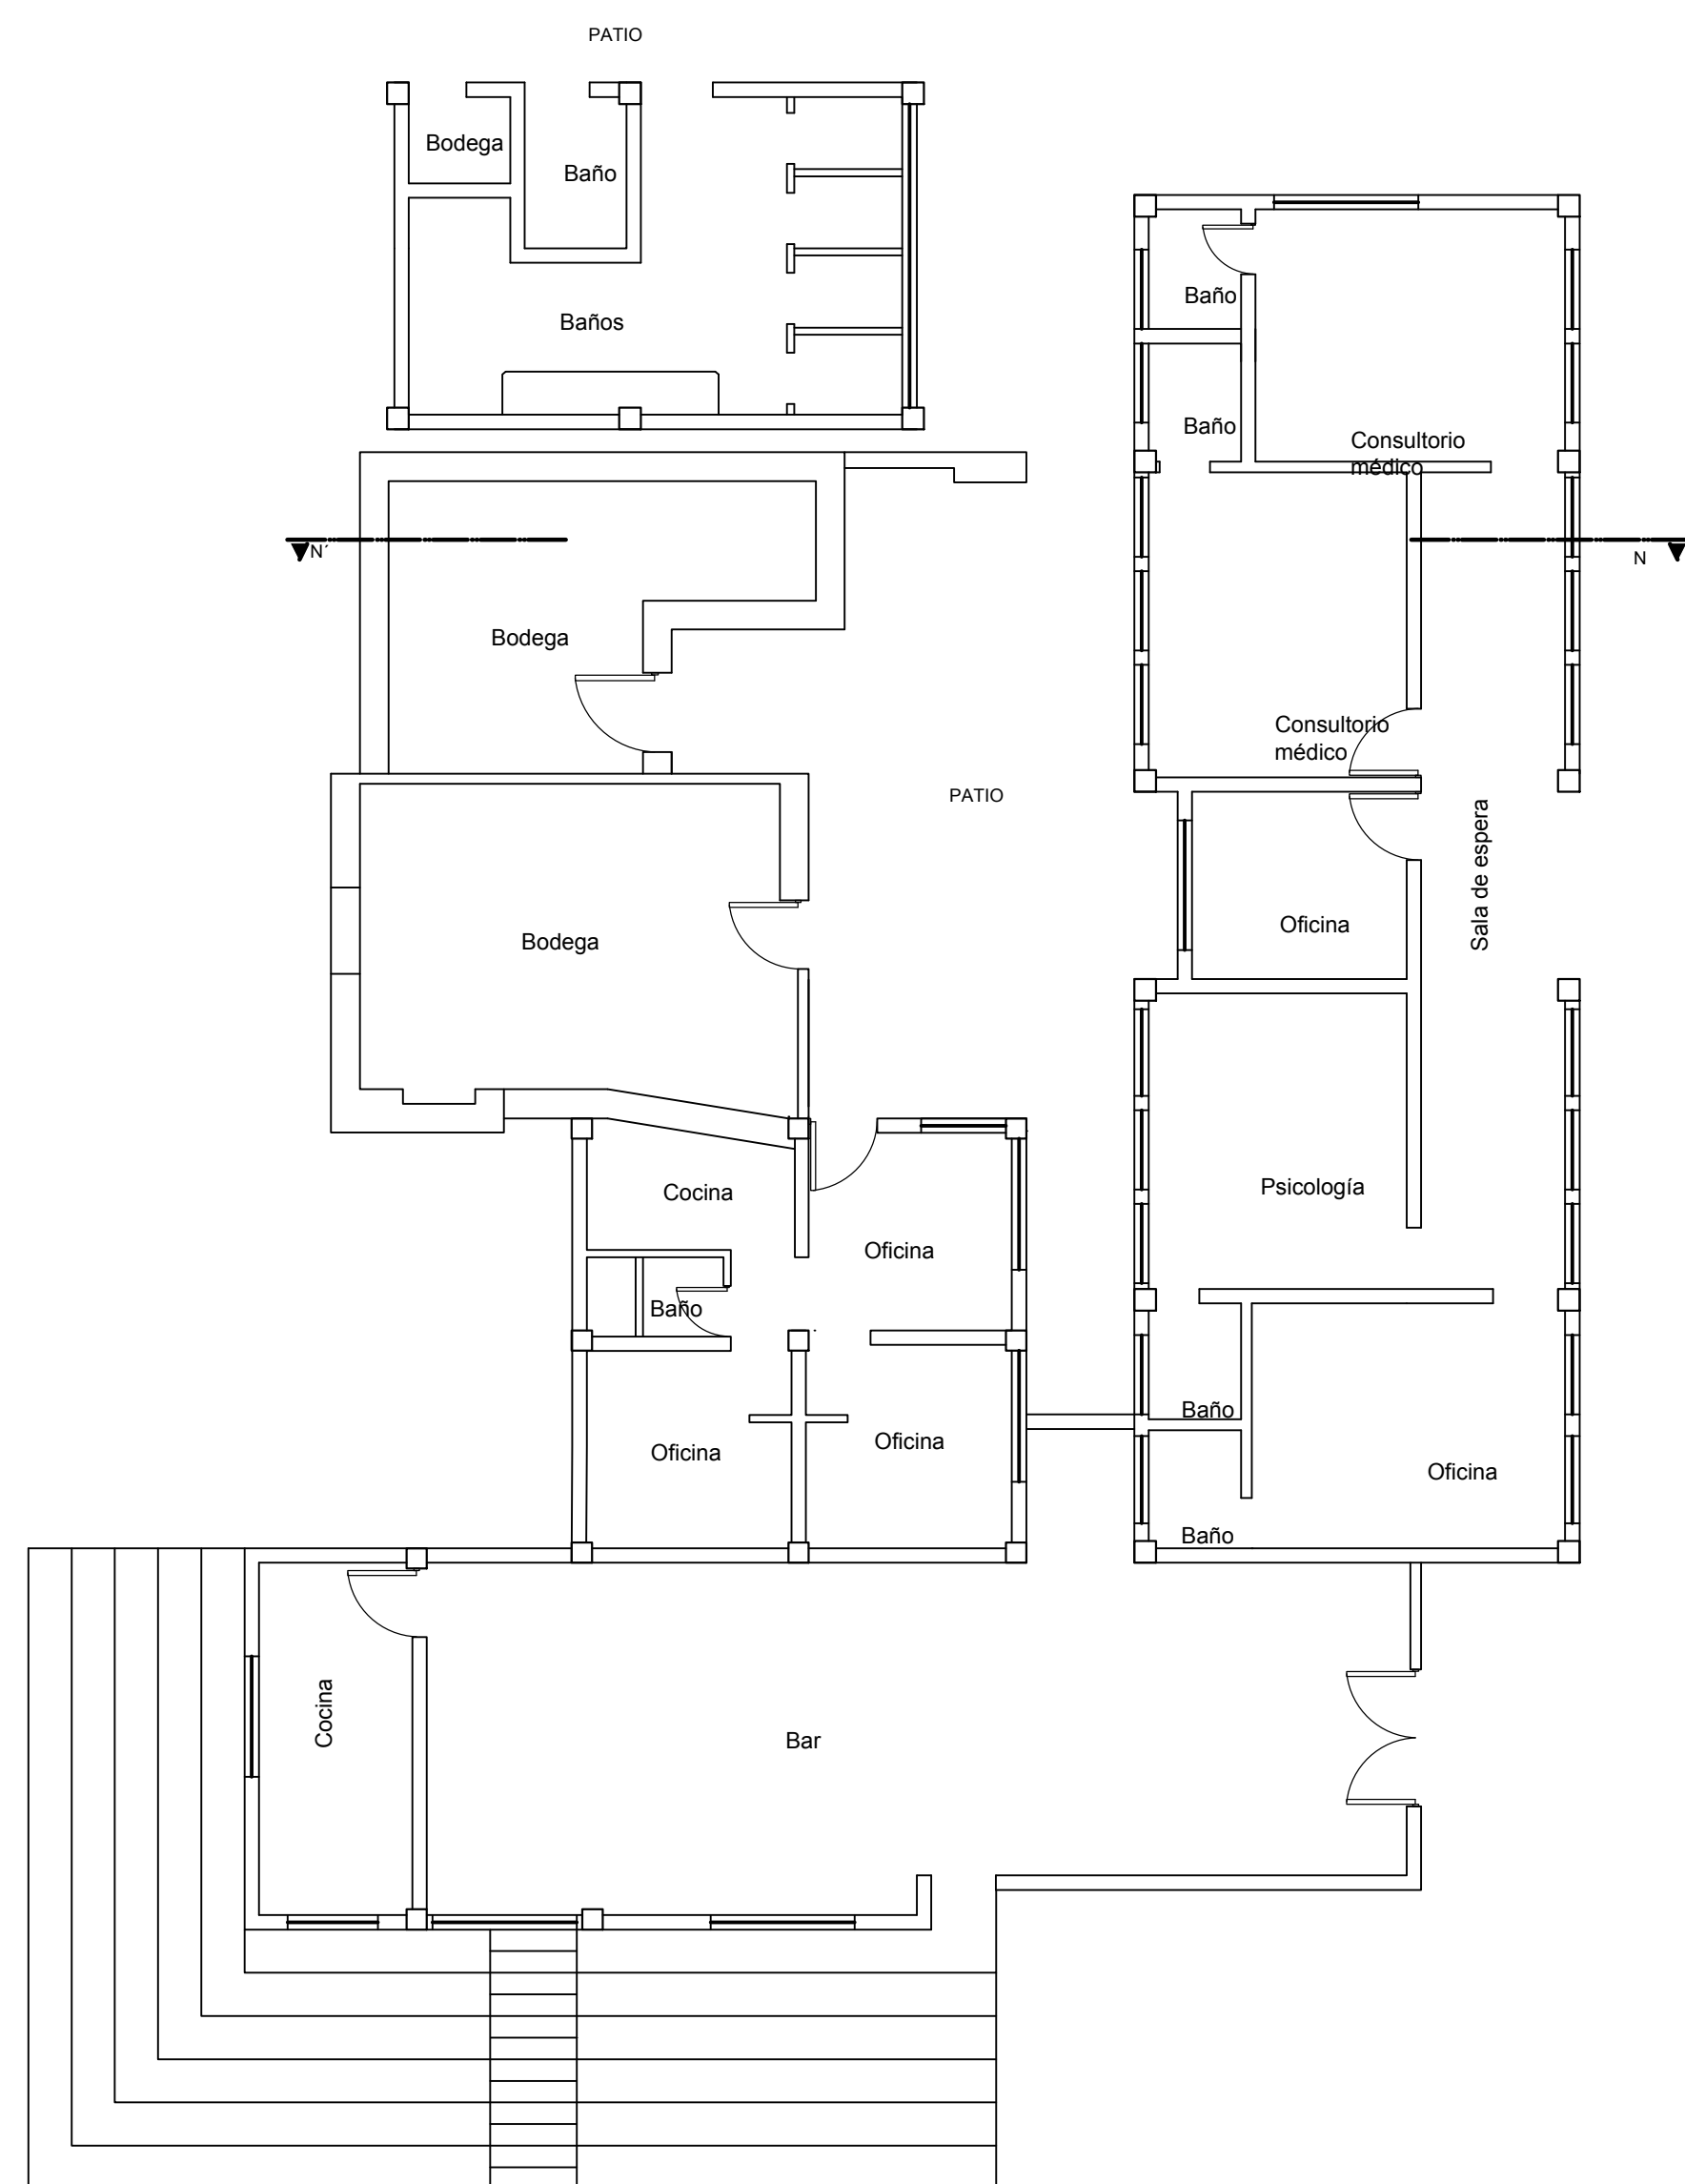 PATIO
Bodega
Baño
Baños
Baño
Baño
Consultorio
médico
N´
N
Bodega
Consultorio
médico
PATIO
Sala de espera
Oficina
Bodega
Psicología
Cocina
Oficina
Baño
Baño
Oficina
Oficina
Oficina
Baño
Cocina
Bar